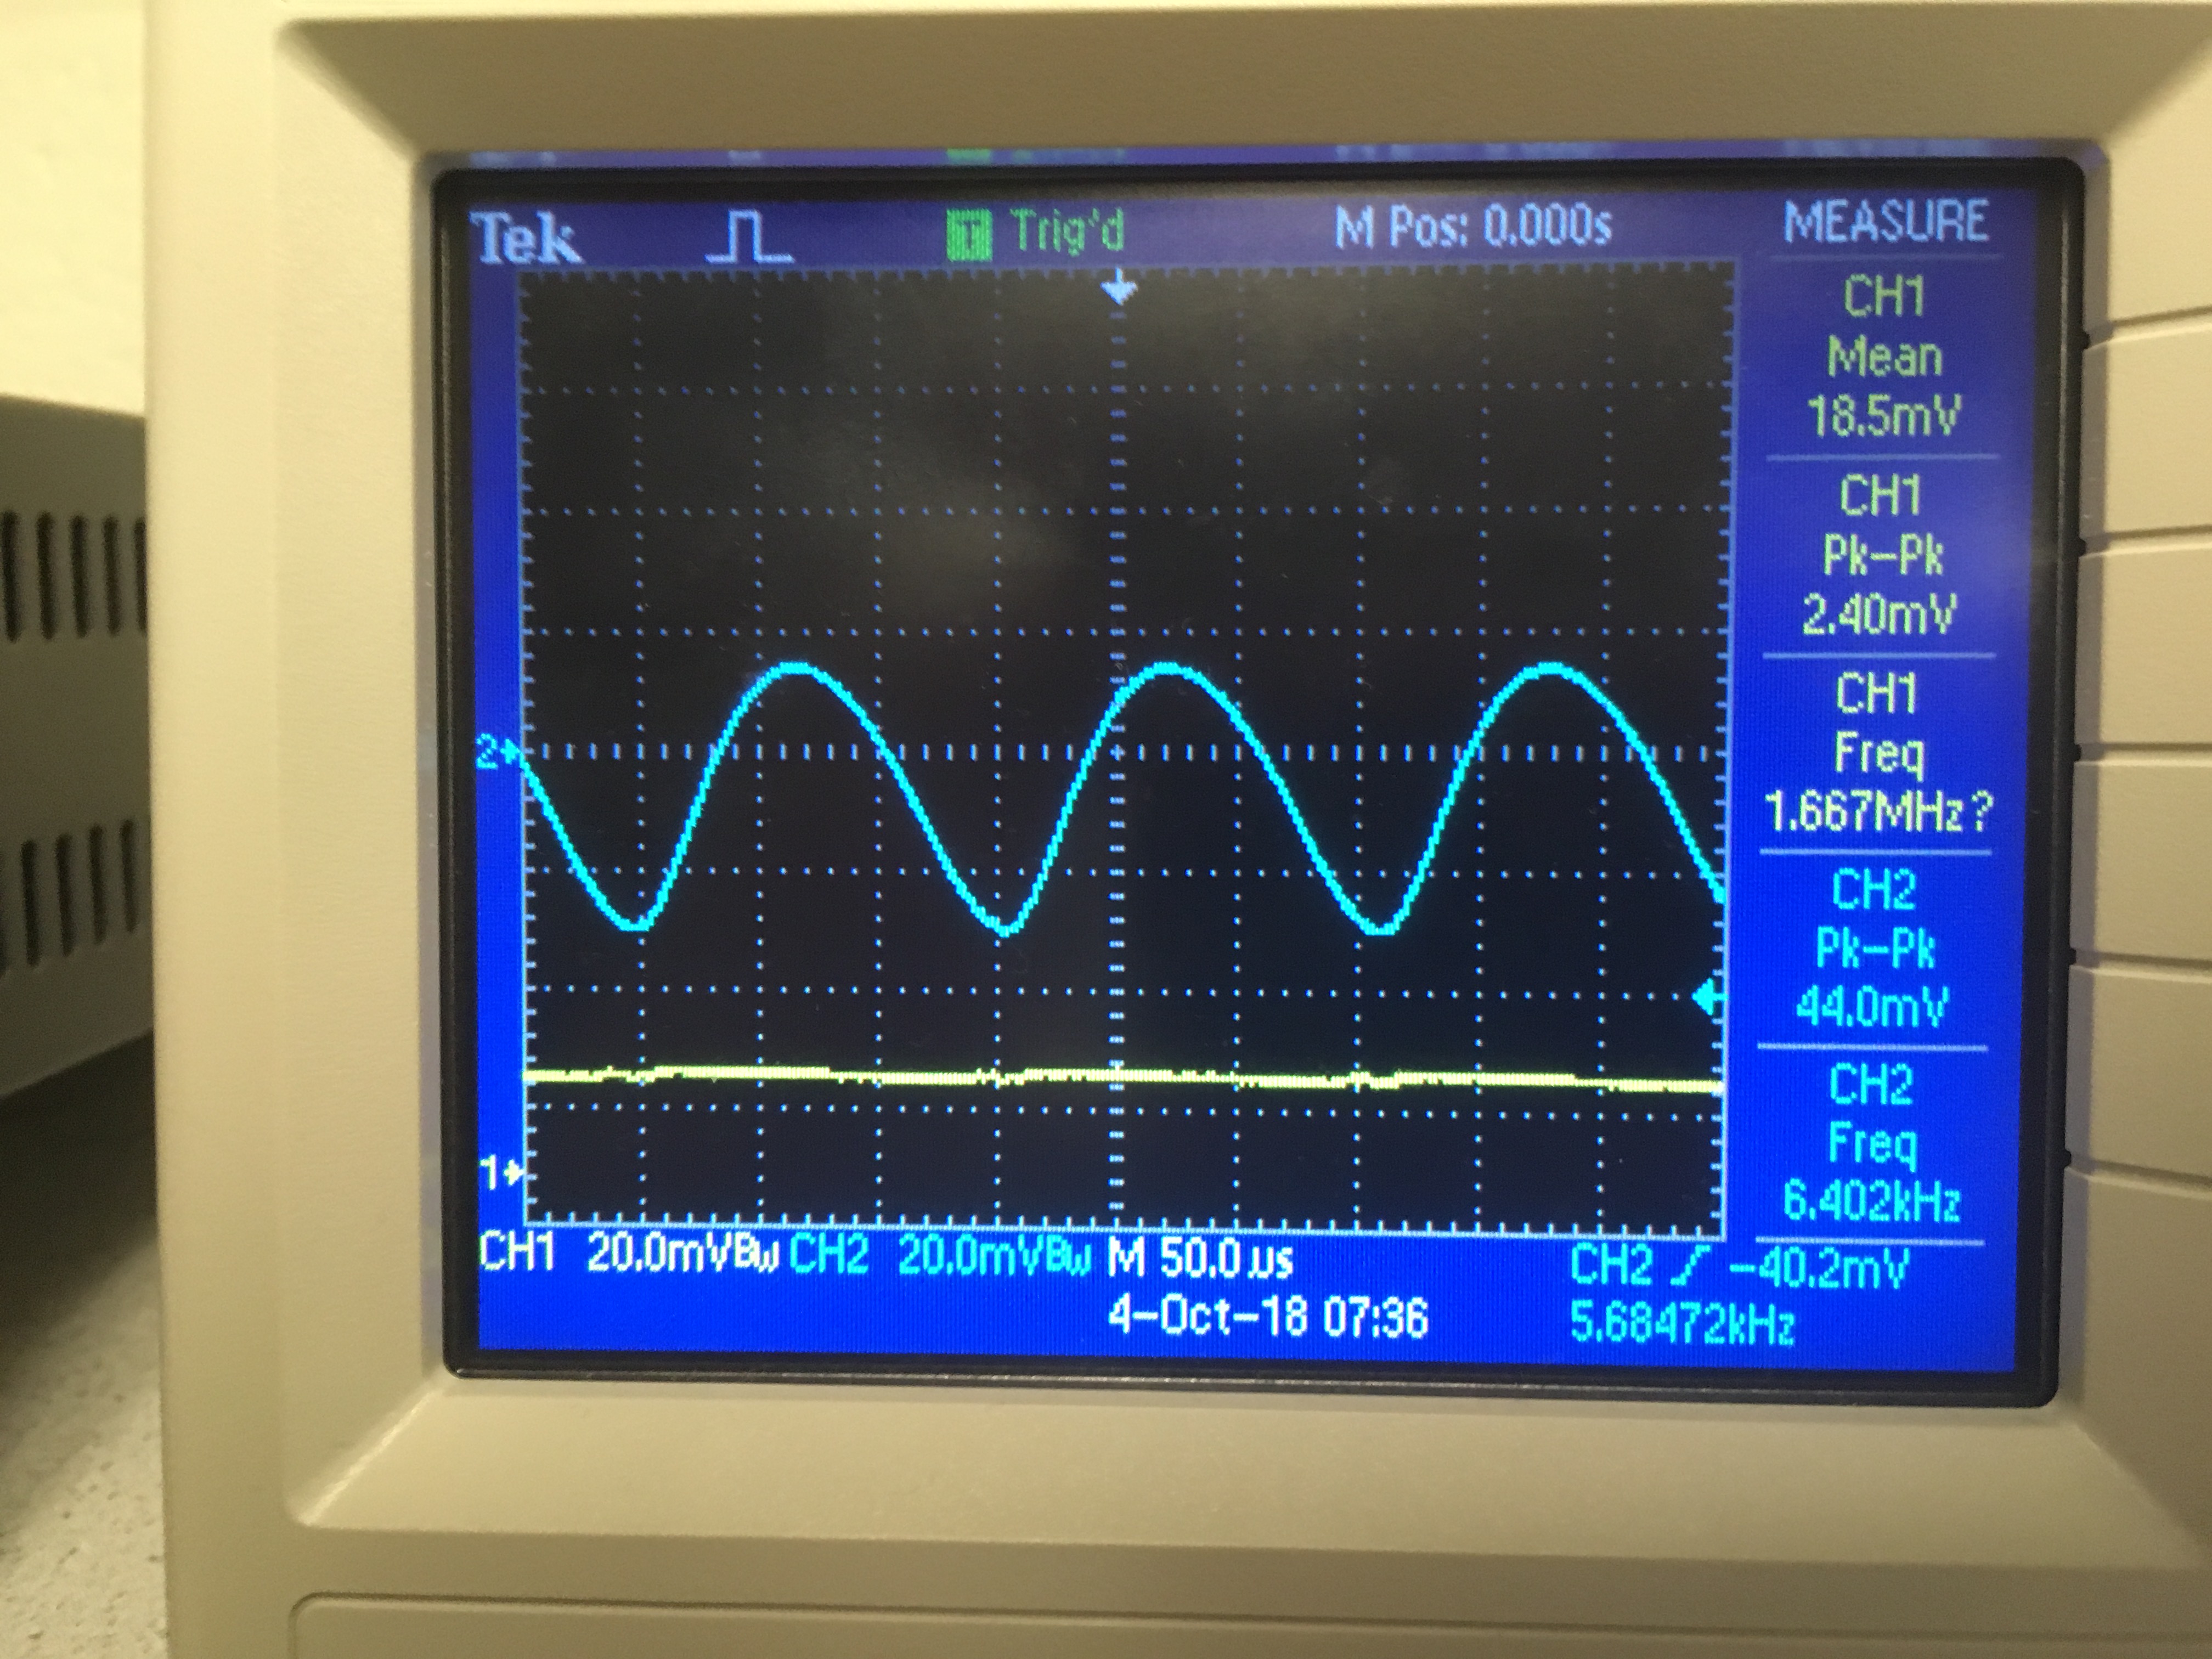 Tek Trig'd M Pos: 0.000s MEASURE
CH1
Mean
18.5mV
CH1
Pk-Pk
2.40mV
CH1
Freq
1.667MHz?
2
CH2
Pk-Pk
44.0mV
CH2
Freq
6.402kHz
1
CH1 20.0mVBw CH2 20.0mVBw M 50.0µs CH2 -40.2mV
4-Oct-18 07:36 5.68472kHz